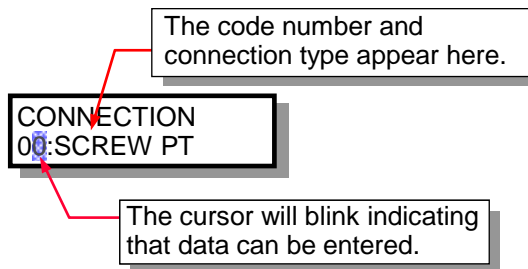 The code number and
connection type appear here.
CONNECTION
00:SCREW PT
The cursor will blink indicating
that data can be entered.